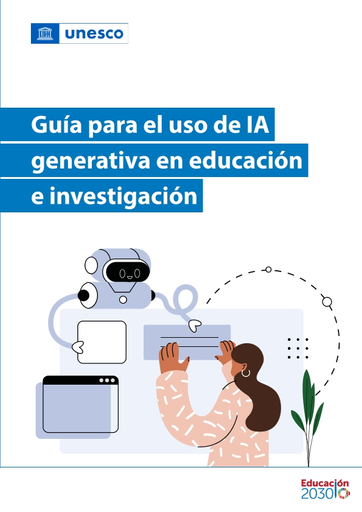 unesco
Guía para el uso de IA
generativa en educación
e investigación
Educación
2030